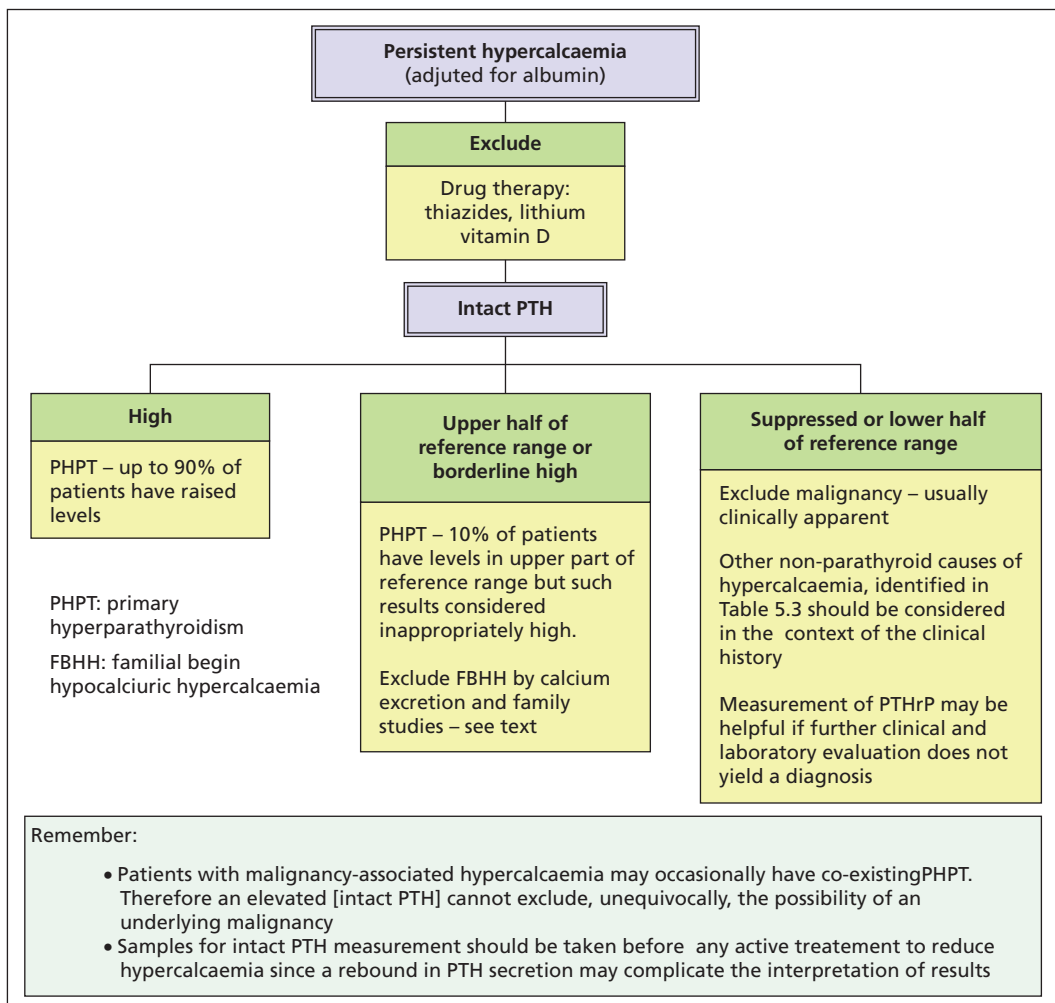 Persistent hypercalcaemia
(adjuted for albumin)
Exclude
Drug therapy:
thiazides, lithium
vitamin D
Intact PTH
High
PHPT – up to 90% of
patients have raised
levels
PHPT: primary
hyperparathyroidism
FBHH: familial begin
hypocalciuric hypercalcaemia
Upper half of
reference range or
borderline high
PHPT – 10% of patients
have levels in upper part of
reference range but such
results considered
inappropriately high.
Exclude FBHH by calcium
excretion and family
studies – see text
Suppressed or lower half
of reference range
Exclude malignancy – usually
clinically apparent
Other non-parathyroid causes of
hypercalcaemia, identified in
Table 5.3 should be considered
in the context of the clinical
history
Measurement of PTHrP may be
helpful if further clinical and
laboratory evaluation does not
yield a diagnosis
Remember:
• Patients with malignancy-associated hypercalcaemia may occasionally have co-existingPHPT.
Therefore an elevated [intact PTH] cannot exclude, unequivocally, the possibility of an
underlying malignancy
• Samples for intact PTH measurement should be taken before any active treatement to reduce
hypercalcaemia since a rebound in PTH secretion may complicate the interpretation of results